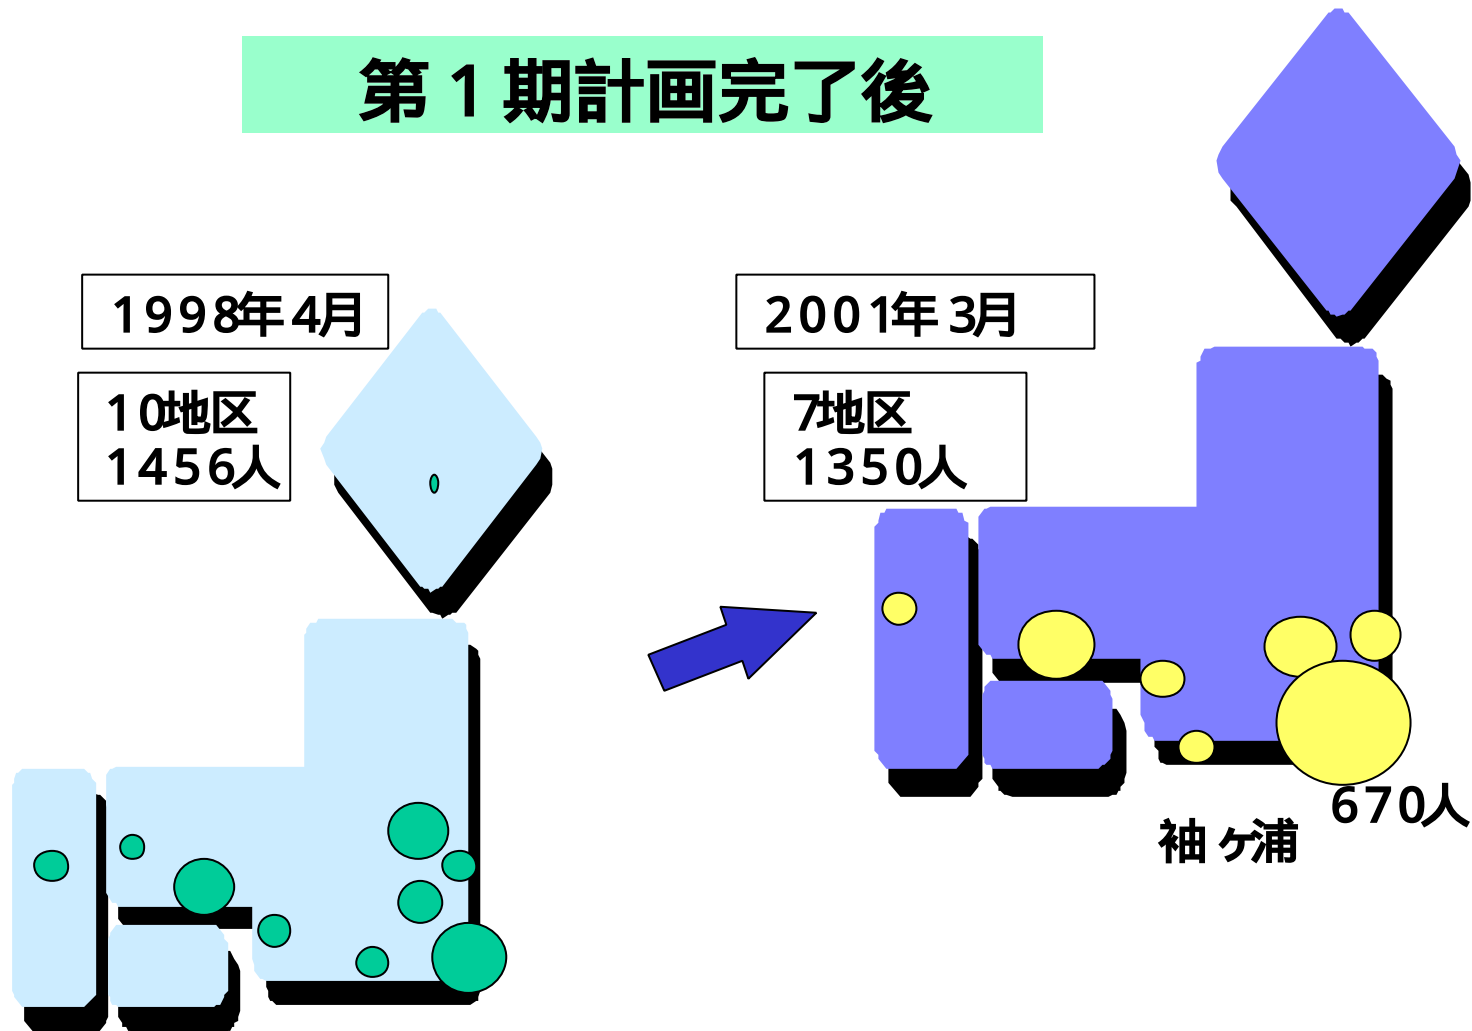 第1期計画完了後
1998年4月
2001年3月
10地区
1456人
7地区
1350人
670人
袖ヶ浦